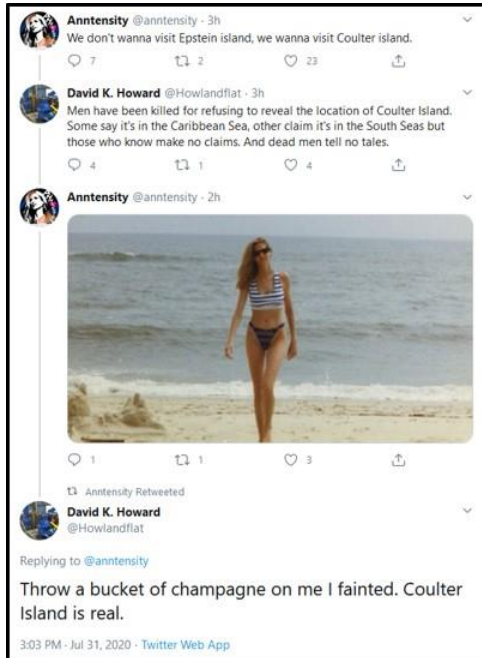 Anntensity @anntensity · 3h
We don't wanna visit Epstein island, we wanna visit Coulter island.
7 2 23
David K. Howard @Howlandflat · 3h
Men have been killed for refusing to reveal the location of Coulter Island.
Some say it's in the Caribbean Sea, other claim it's in the South Seas but
those who know make no claims. And dead men tell no tales.
4 1 4
Anntensity @anntensity · 2h
1 1 3
Anntensity Retweeted
David K. Howard
@Howlandflat
Replying to @anntensity
Throw a bucket of champagne on me I fainted. Coulter
Island is real.
3:03 PM · Jul 31, 2020 · Twitter Web App